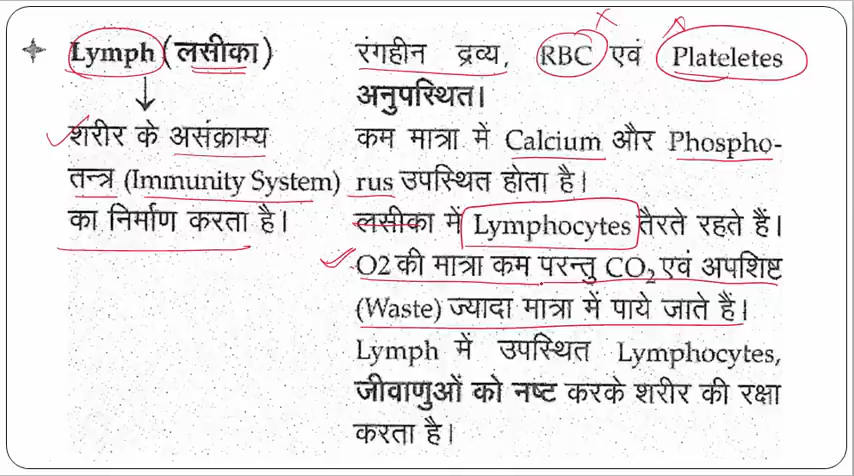 Lymph (लसीका)
शरीर के असंक्राम्य
तन्त्र (Immunity System)
का निर्माण करता है।
रंगहीन द्रव्य, RBC एवं Plateletes
अनुपस्थित।
कम मात्रा में Calcium और Phospho-
rus उपस्थित होता है।
लसीका में Lymphocytes तैरते रहते हैं।
O2 की मात्रा कम परन्तु CO₂ एवं अपशिष्ट
(Waste) ज्यादा मात्रा में पाये जाते हैं।
Lymph में उपस्थित Lymphocytes,
जीवाणुओं को नष्ट करके शरीर की रक्षा
करता है।